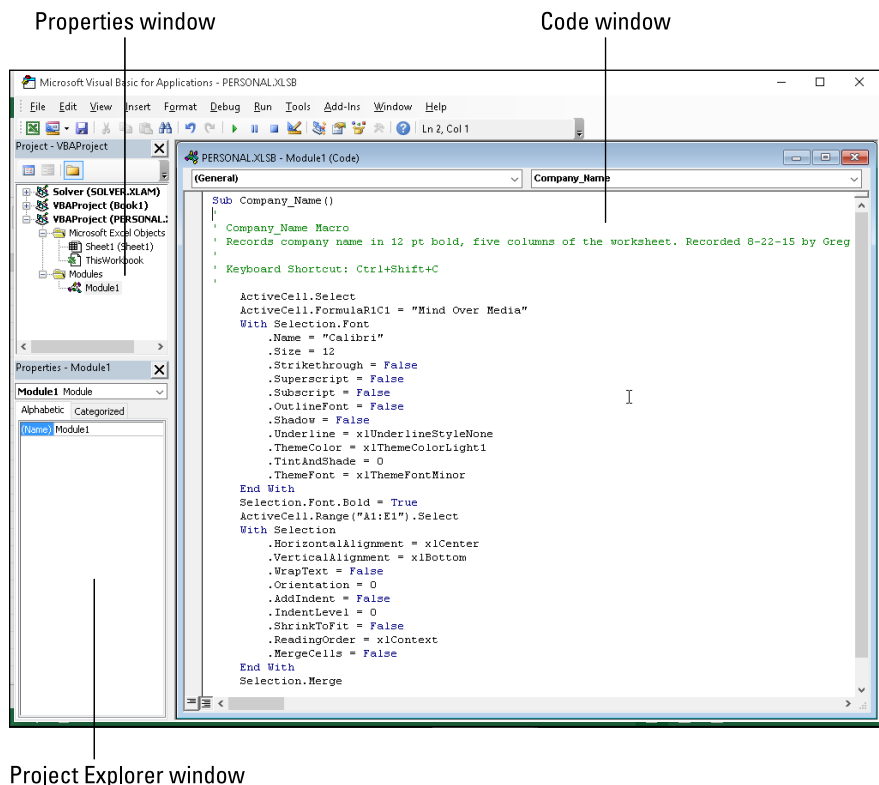 Properties window
Code window
Microsoft Visual Basic for Applications - PERSONAL.XLSB
File Edit View Insert Format Debug Run Tools Add-Ins Window Help
Ln 2, Col 1
Project - VBAProject
Solver (SOLVER.XLAM)
VBAProject (Book1)
VBAProject (PERSONAL.:
Microsoft Excel Objects
Sheet1 (Sheet1)
ThisWorkbook
Modules
Module1
Properties - Module1
Module1 Module
Alphabetic Categorized
(Name) Module1
PERSONAL.XLSB - Module1 (Code)
(General) Company_Name
Sub Company_Name()
'
' Company_Name Macro
' Records company name in 12 pt bold, five columns of the worksheet. Recorded 8-22-15 by Greg
'
' Keyboard Shortcut: Ctrl+Shift+C
'
ActiveCell.Select
ActiveCell.FormulaR1C1 = "Mind Over Media"
With Selection.Font
.Name = "Calibri"
.Size = 12
.Strikethrough = False
.Superscript = False
.Subscript = False
.OutlineFont = False
.Shadow = False
.Underline = xlUnderlineStyleNone
.ThemeColor = xlThemeColorLight1
.TintAndShade = 0
.ThemeFont = xlThemeFontMinor
End With
Selection.Font.Bold = True
ActiveCell.Range("A1:E1").Select
With Selection
.HorizontalAlignment = xlCenter
.VerticalAlignment = xlBottom
.WrapText = False
.Orientation = 0
.AddIndent = False
.IndentLevel = 0
.ShrinkToFit = False
.ReadingOrder = xlContext
.MergeCells = False
End With
Selection.Merge
Project Explorer window